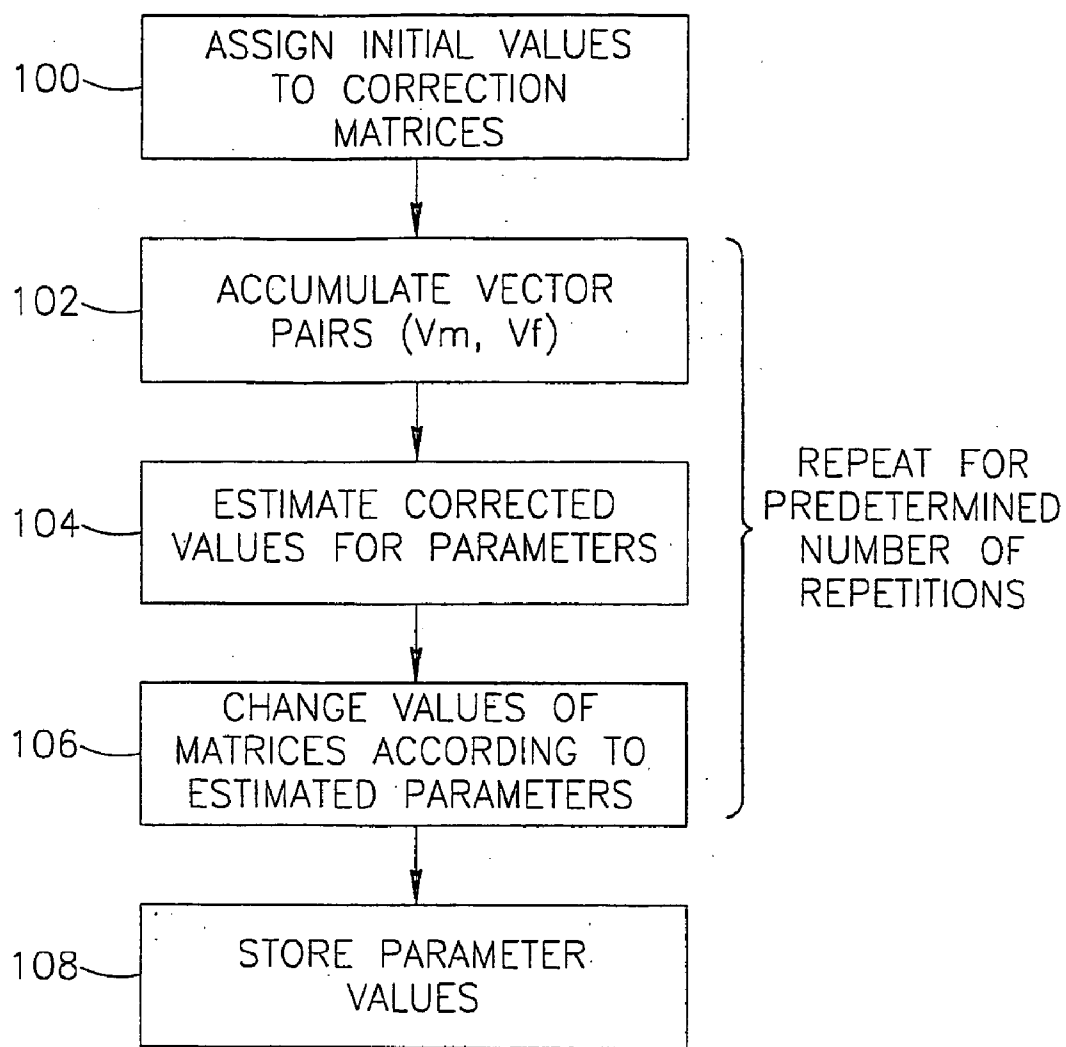 100
ASSIGN INITIAL VALUES
TO CORRECTION
MATRICES
102
ACCUMULATE VECTOR
PAIRS (Vm, Vf)
104
ESTIMATE CORRECTED
VALUES FOR PARAMETERS
106
CHANGE VALUES OF
MATRICES ACCORDING TO
ESTIMATED PARAMETERS
REPEAT FOR
PREDETERMINED
NUMBER OF
REPETITIONS
108
STORE PARAMETER
VALUES